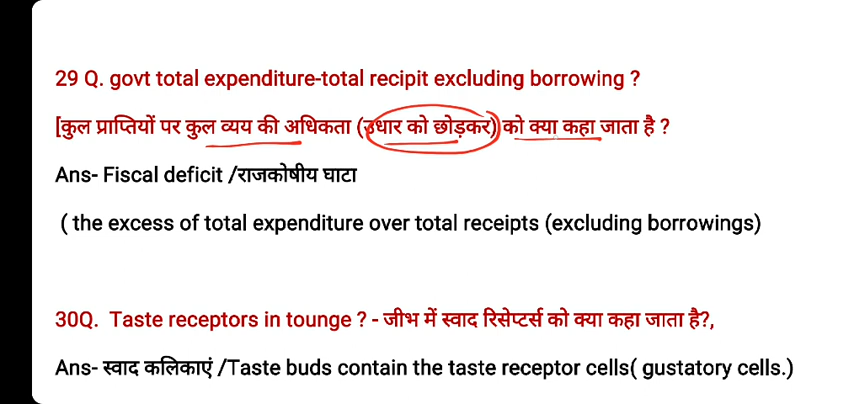 29 Q. govt total expenditure-total recipit excluding borrowing ?
[कुल प्राप्तियों पर कुल व्यय की अधिकता (उधार को छोड़कर) को क्या कहा जाता है ?
Ans- Fiscal deficit /राजकोषीय घाटा
( the excess of total expenditure over total receipts (excluding borrowings)
30Q. Taste receptors in tounge ? - जीभ में स्वाद रिसेप्टर्स को क्या कहा जाता है?,
Ans- स्वाद कलिकाएं /Taste buds contain the taste receptor cells( gustatory cells.)